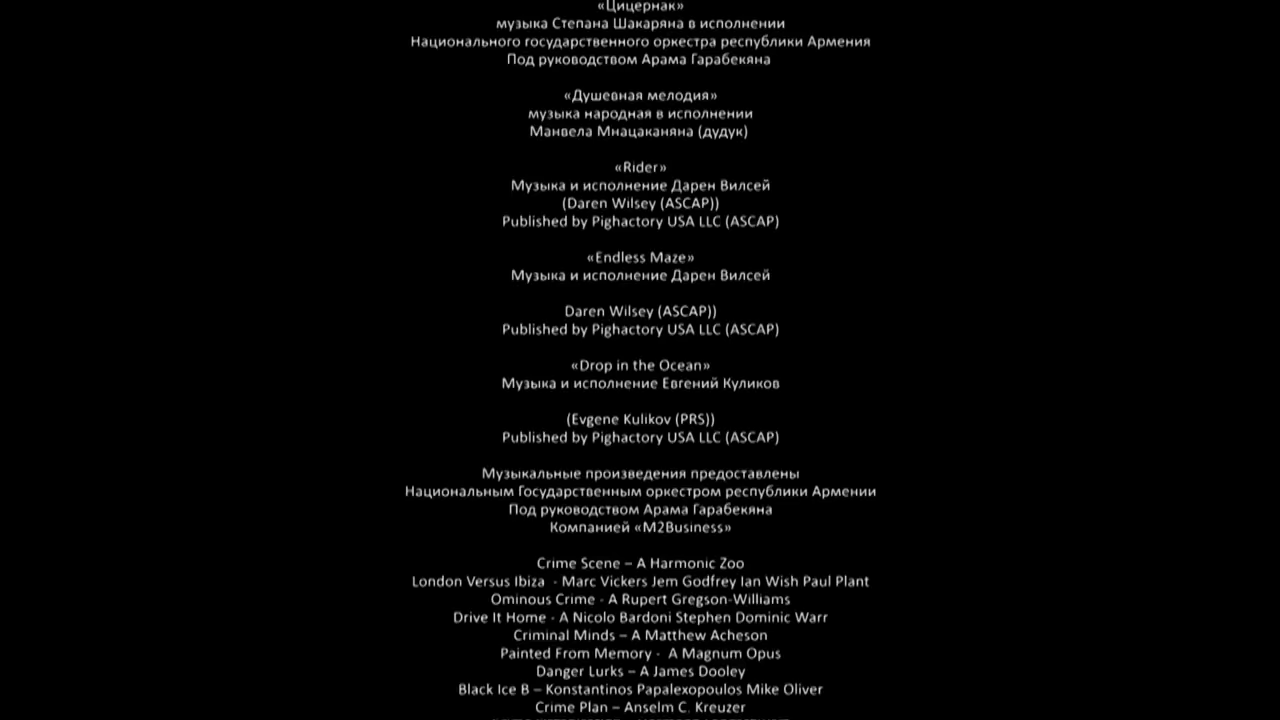 «Цицернак»
музыка Степана Шакаряна в исполнении
Национального государственного оркестра республики Армения
Под руководством Арама Гарабекяна
«Душевная мелодия»
музыка народная в исполнении
Манвела Мнацаканяна (дудук)
«Rider»
Музыка и исполнение Дарен Вилсей
(Daren Wilsey (ASCAP))
Published by Pighactory USA LLC (ASCAP)
«Endless Maze»
Музыка и исполнение Дарен Вилсей
Daren Wilsey (ASCAP))
Published by Pighactory USA LLC (ASCAP)
«Drop in the Ocean»
Музыка и исполнение Евгений Куликов
(Evgene Kulikov (PRS))
Published by Pighactory USA LLC (ASCAP)
Музыкальные произведения предоставлены
Национальным Государственным оркестром республики Армении
Под руководством Арама Гарабекяна
Компанией «M2Business»
Crime Scene – A Harmonic Zoo
London Versus Ibiza - Marc Vickers Jem Godfrey Ian Wish Paul Plant
Ominous Crime - A Rupert Gregson-Williams
Drive It Home - A Nicolo Bardoni Stephen Dominic Warr
Criminal Minds – A Matthew Acheson
Painted From Memory - A Magnum Opus
Danger Lurks – A James Dooley
Black Ice B – Konstantinos Papalexopoulos Mike Oliver
Crime Plan – Anselm C. Kreuzer